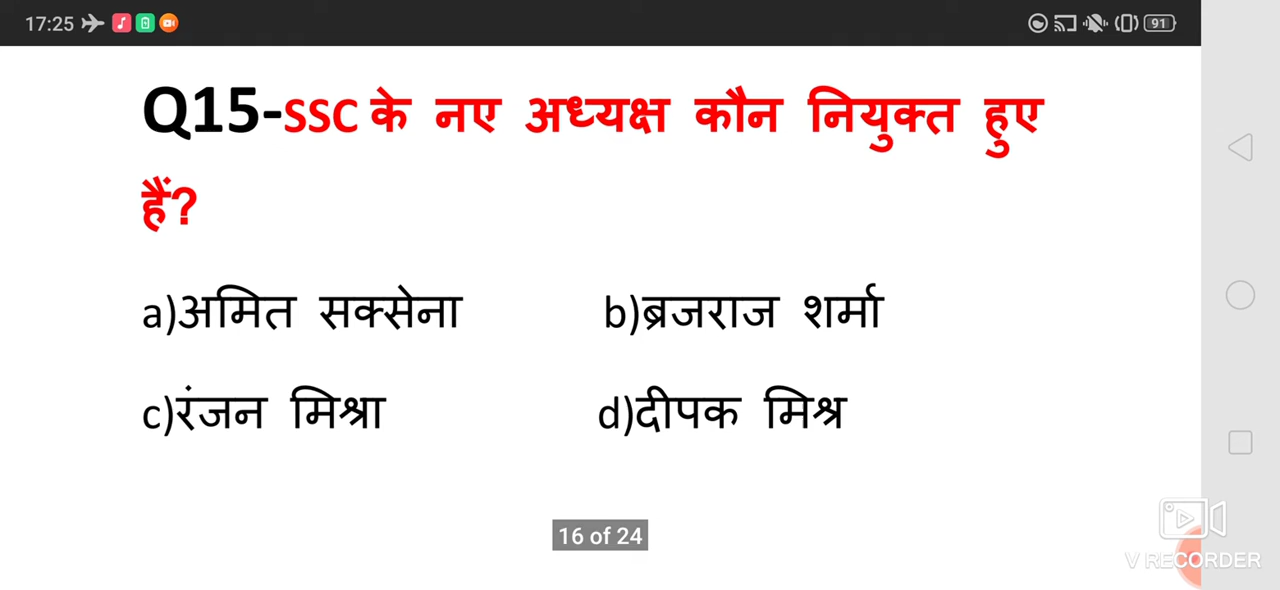 17:25 91
Q15-SSC के नए अध्यक्ष कौन नियुक्त हुए
हैं?
a)अमित सक्सेना b)ब्रजराज शर्मा
c)रंजन मिश्रा d)दीपक मिश्र
16 of 24
V RECORDER